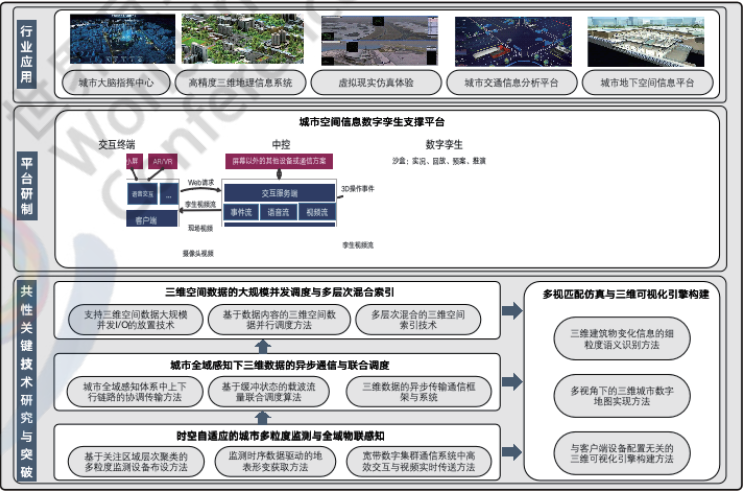 行业应用
城市大脑指挥中心
高精度三维地理信息系统
虚拟现实仿真体验
城市交通信息分析平台
城市地下空间信息平台
平台研制
城市空间信息数字孪生支撑平台
交互终端
中控
数字孪生
小屏
AR/VR
屏幕以外的其他设备或通信方案
沙盘：实况、回放、预案、推演
...
Web请求
交互服务端
3D操作事件
孪生视频流
事件流
语音流
视频流
客户端
现场视频
摄像头视频
孪生视频流
共性关键技术研究与突破
三维空间数据的大规模并发调度与多层次混合索引
支持三维空间数据大规模
并发I/O的放置技术
基于数据内容的三维空间数
据并行调度方法
多层次混合的三维空间
索引技术
城市全域感知下三维数据的异步通信与联合调度
城市全域感知体系中上下
行链路的协调传输方法
基于缓冲状态的载波流
量联合调度算法
三维数据的异步传输通信框
架与系统
时空自适应的城市多粒度监测与全域物联感知
基于关注区域层次聚类的
多粒度监测设备布设方法
监测时序数据驱动的地
表形变获取方法
宽带数字集群通信系统中高
效交互与视频实时传送方法
多视匹配仿真与三维可视化引擎构建
三维建筑物变化信息的细
粒度语义识别方法
多视角下的三维城市数字
地图实现方法
与客户端设备配置无关的
三维可视化引擎构建方法